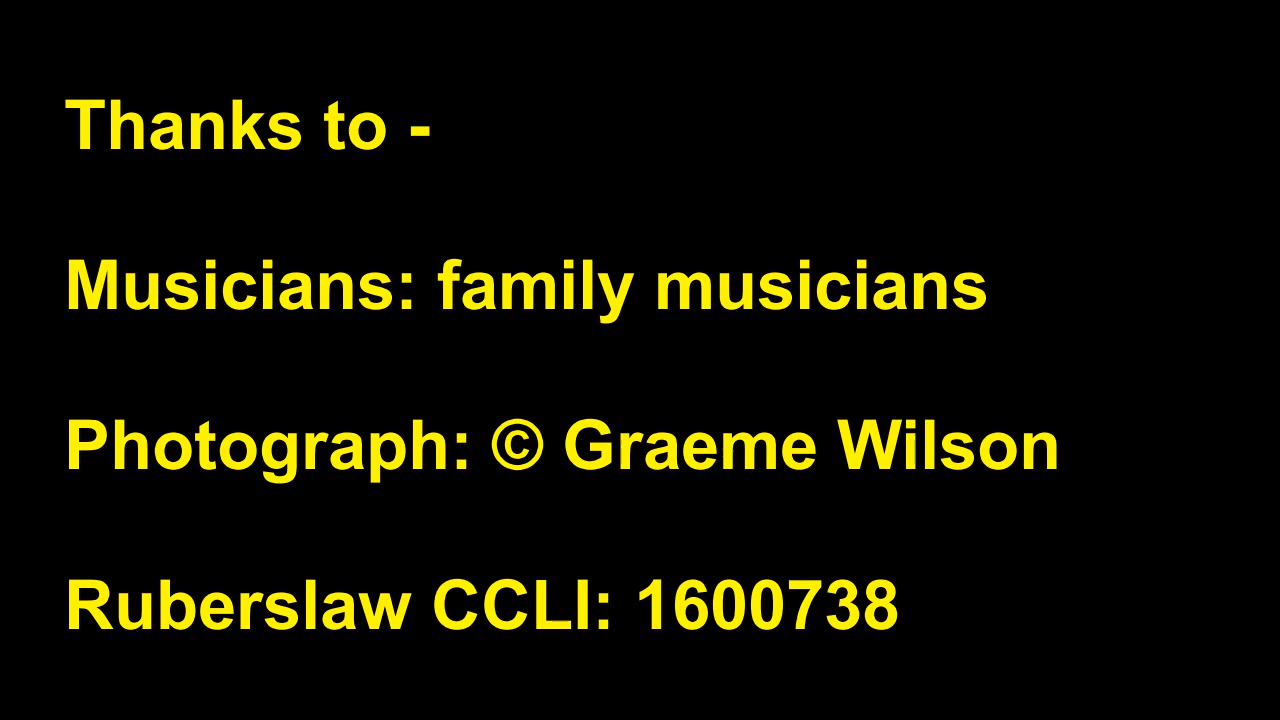 Thanks to -
Musicians: family musicians
Photograph: © Graeme Wilson
Ruberslaw CCLI: 1600738